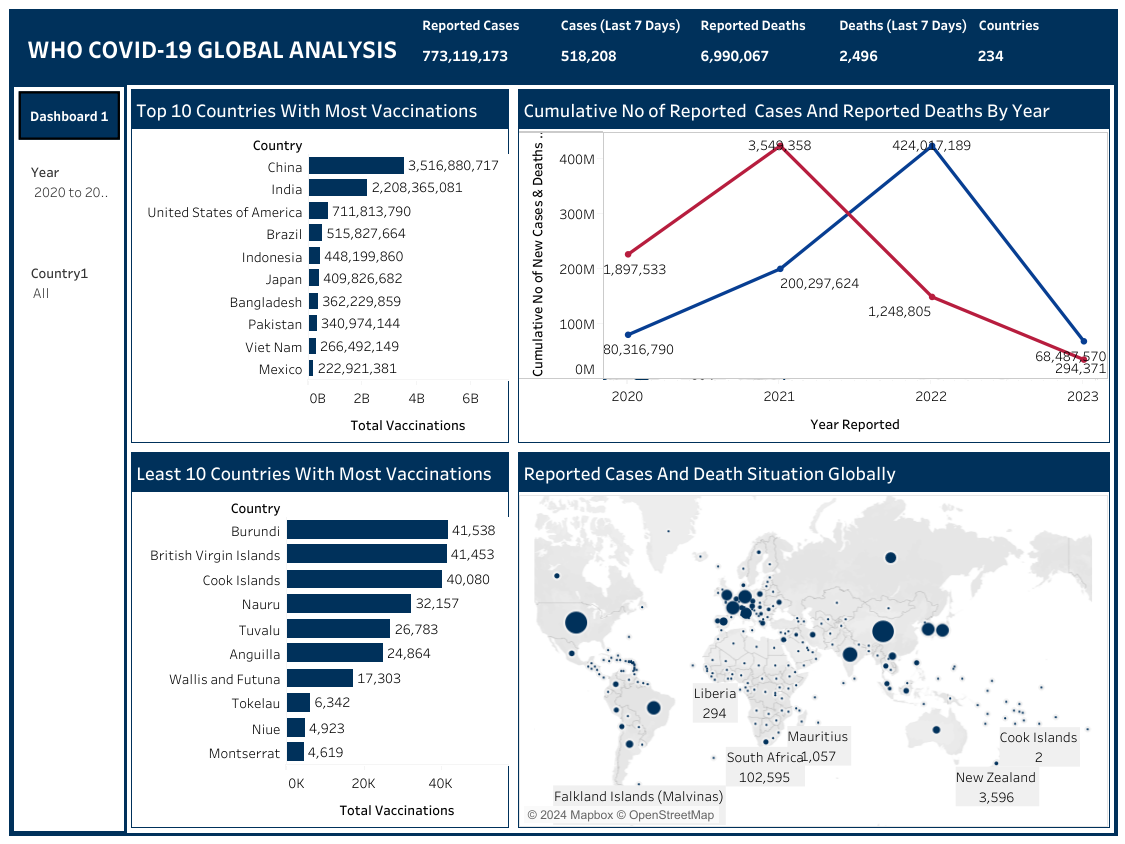 WHO COVID-19 GLOBAL ANALYSIS
Reported Cases
773,119,173
Cases (Last 7 Days)
518,208
Reported Deaths
6,990,067
Deaths (Last 7 Days)
2,496
Countries
234
Dashboard 1
Year
2020 to 20..
Country1
All
Top 10 Countries With Most Vaccinations
Country
China 3,516,880,717
India 2,208,365,081
United States of America 711,813,790
Brazil 515,827,664
Indonesia 448,199,860
Japan 409,826,682
Bangladesh 362,229,859
Pakistan 340,974,144
Viet Nam 266,492,149
Mexico 222,921,381
0B 2B 4B 6B
Total Vaccinations
Cumulative No of Reported Cases And Reported Deaths By Year
Cumulative No of New Cases & Deaths ..
400M
300M
200M
100M
0M
3,549,358
424,017,189
1,897,533
200,297,624
1,248,805
80,316,790
68,487,570
294,371
2020 2021 2022 2023
Year Reported
Least 10 Countries With Most Vaccinations
Country
Burundi 41,538
British Virgin Islands 41,453
Cook Islands 40,080
Nauru 32,157
Tuvalu 26,783
Anguilla 24,864
Wallis and Futuna 17,303
Tokelau 6,342
Niue 4,923
Montserrat 4,619
0K 20K 40K
Total Vaccinations
Reported Cases And Death Situation Globally
Liberia
294
Mauritius
1,057
South Africa
102,595
Cook Islands
2
New Zealand
3,596
Falkland Islands (Malvinas)
© 2024 Mapbox © OpenStreetMap